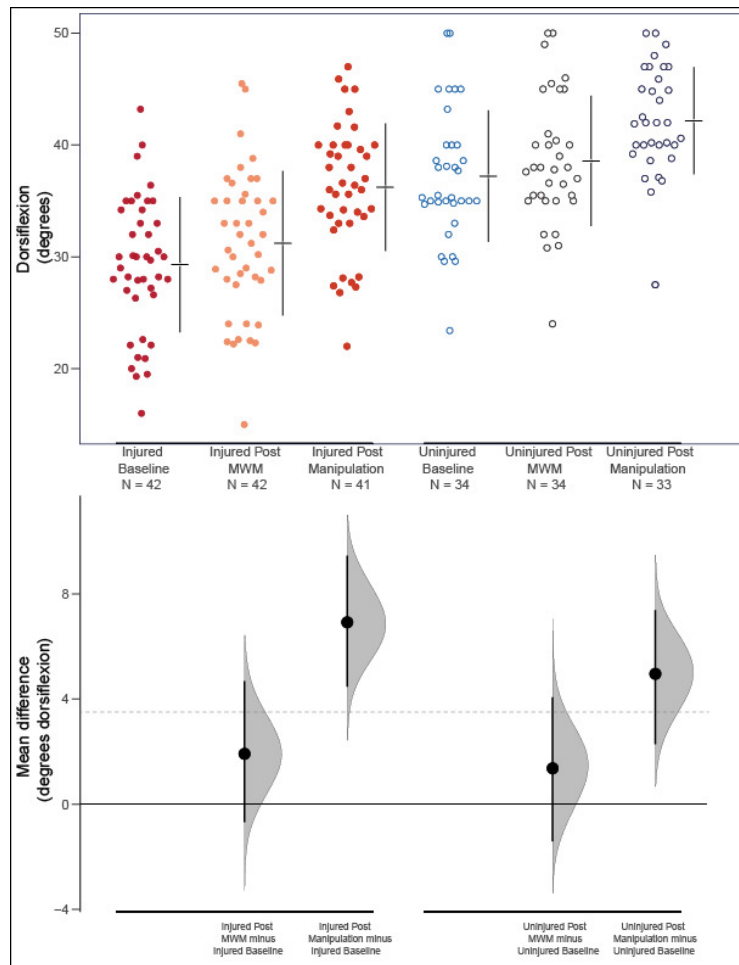 Dorsiflexion
(degrees)
50
40
30
20
Injured
Baseline
N = 42
Injured Post
MWM
N = 42
Injured Post
Manipulation
N = 41
Uninjured
Baseline
N = 34
Uninjured Post
MWM
N = 34
Uninjured Post
Manipulation
N = 33
Mean difference
(degrees dorsiflexion)
8
4
0
−4
Injured Post
MWM minus
Injured Baseline
Injured Post
Manipulation minus
Injured Baseline
Uninjured Post
MWM minus
Uninjured Baseline
Uninjured Post
Manipulation minus
Uninjured Baseline